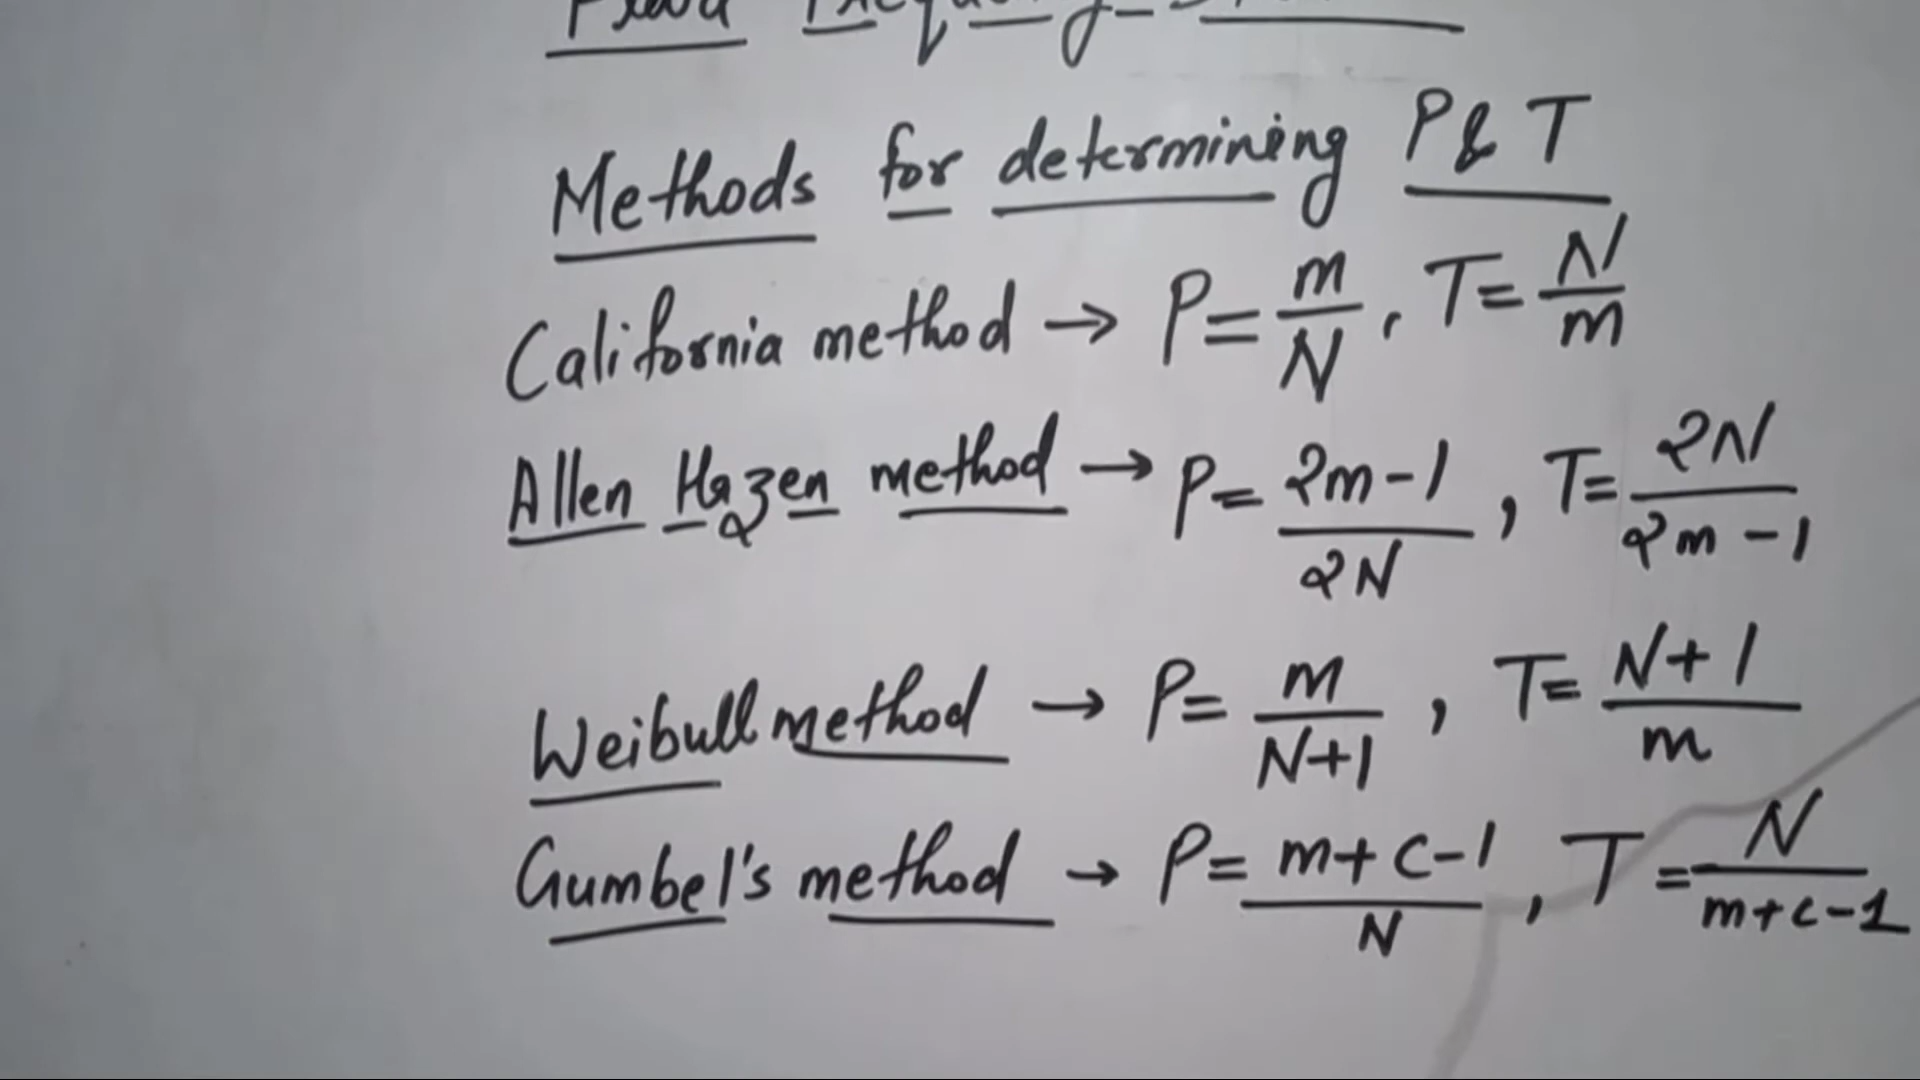 Methods for determining P & T
California method → P = m/N, T = N/m
Allen Hazen method → P = 2m-1/2N, T = 2N/2m-1
Weibull method → P = m/N+1, T = N+1/m
Gumbel's method → P = m+c-1/N, T = N/m+c-1